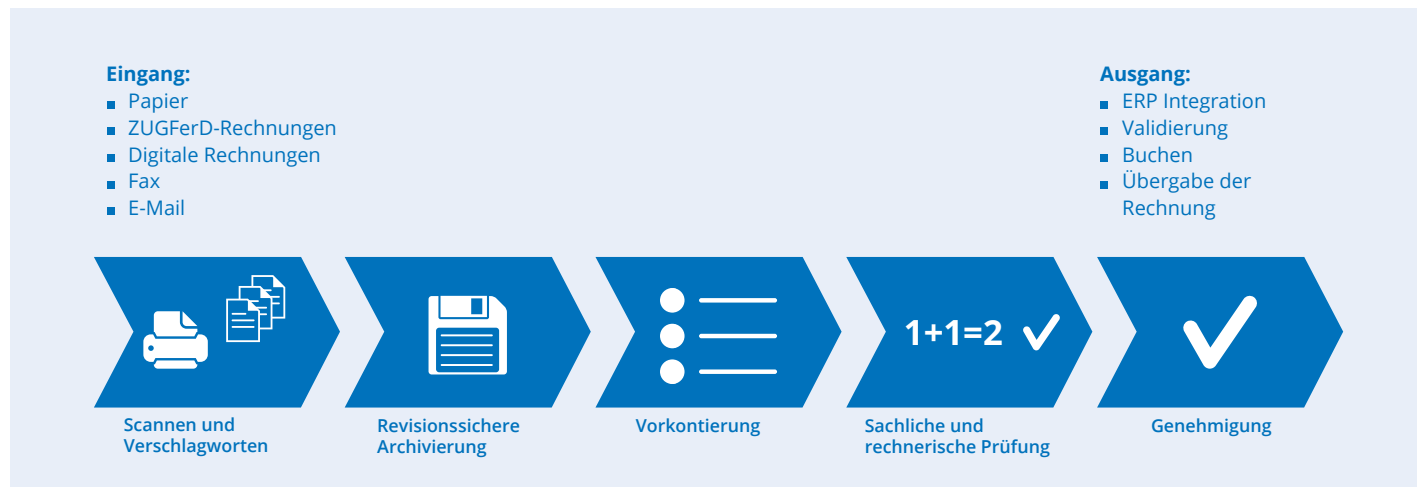 Eingang:
Papier
ZUGFerD-Rechnungen
Digitale Rechnungen
Fax
E-Mail
Ausgang:
ERP Integration
Validierung
Buchen
Übergabe der
Rechnung
1+1=2
Scannen und
Verschlagworten
Revisionssichere
Archivierung
Vorkontierung
Sachliche und
rechnerische Prüfung
Genehmigung